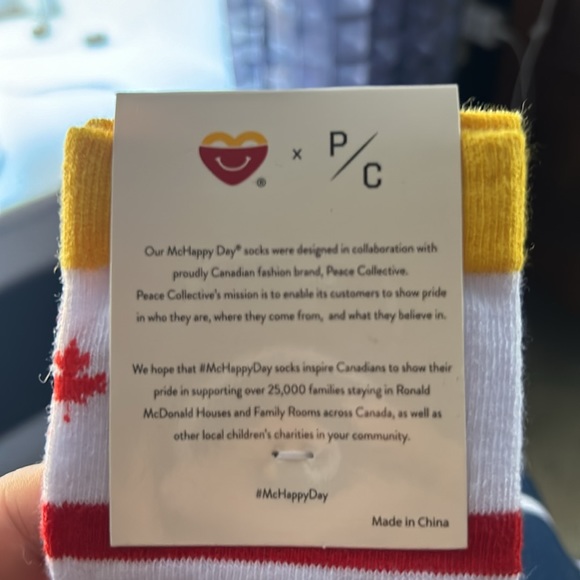 x P/C
®
Our McHappy Day® socks were designed in collaboration with
proudly Canadian fashion brand, Peace Collective.
Peace Collective's mission is to enable its customers to show pride
in who they are, where they come from, and what they believe in.
We hope that #McHappyDay socks inspire Canadians to show their
pride in supporting over 25,000 families staying in Ronald
McDonald Houses and Family Rooms across Canada, as well as
other local children's charities in your community.
#McHappyDay
Made in China